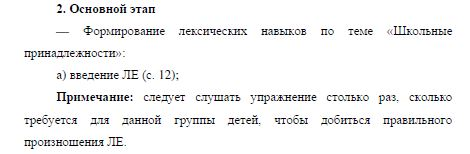 2. Основной этап
— Формирование лексических навыков по теме «Школьные
принадлежности»:
а) введение ЛЕ (с. 12);
Примечание: следует слушать упражнение столько раз, сколько
требуется для данной группы детей, чтобы добиться правильного
произношения ЛЕ.